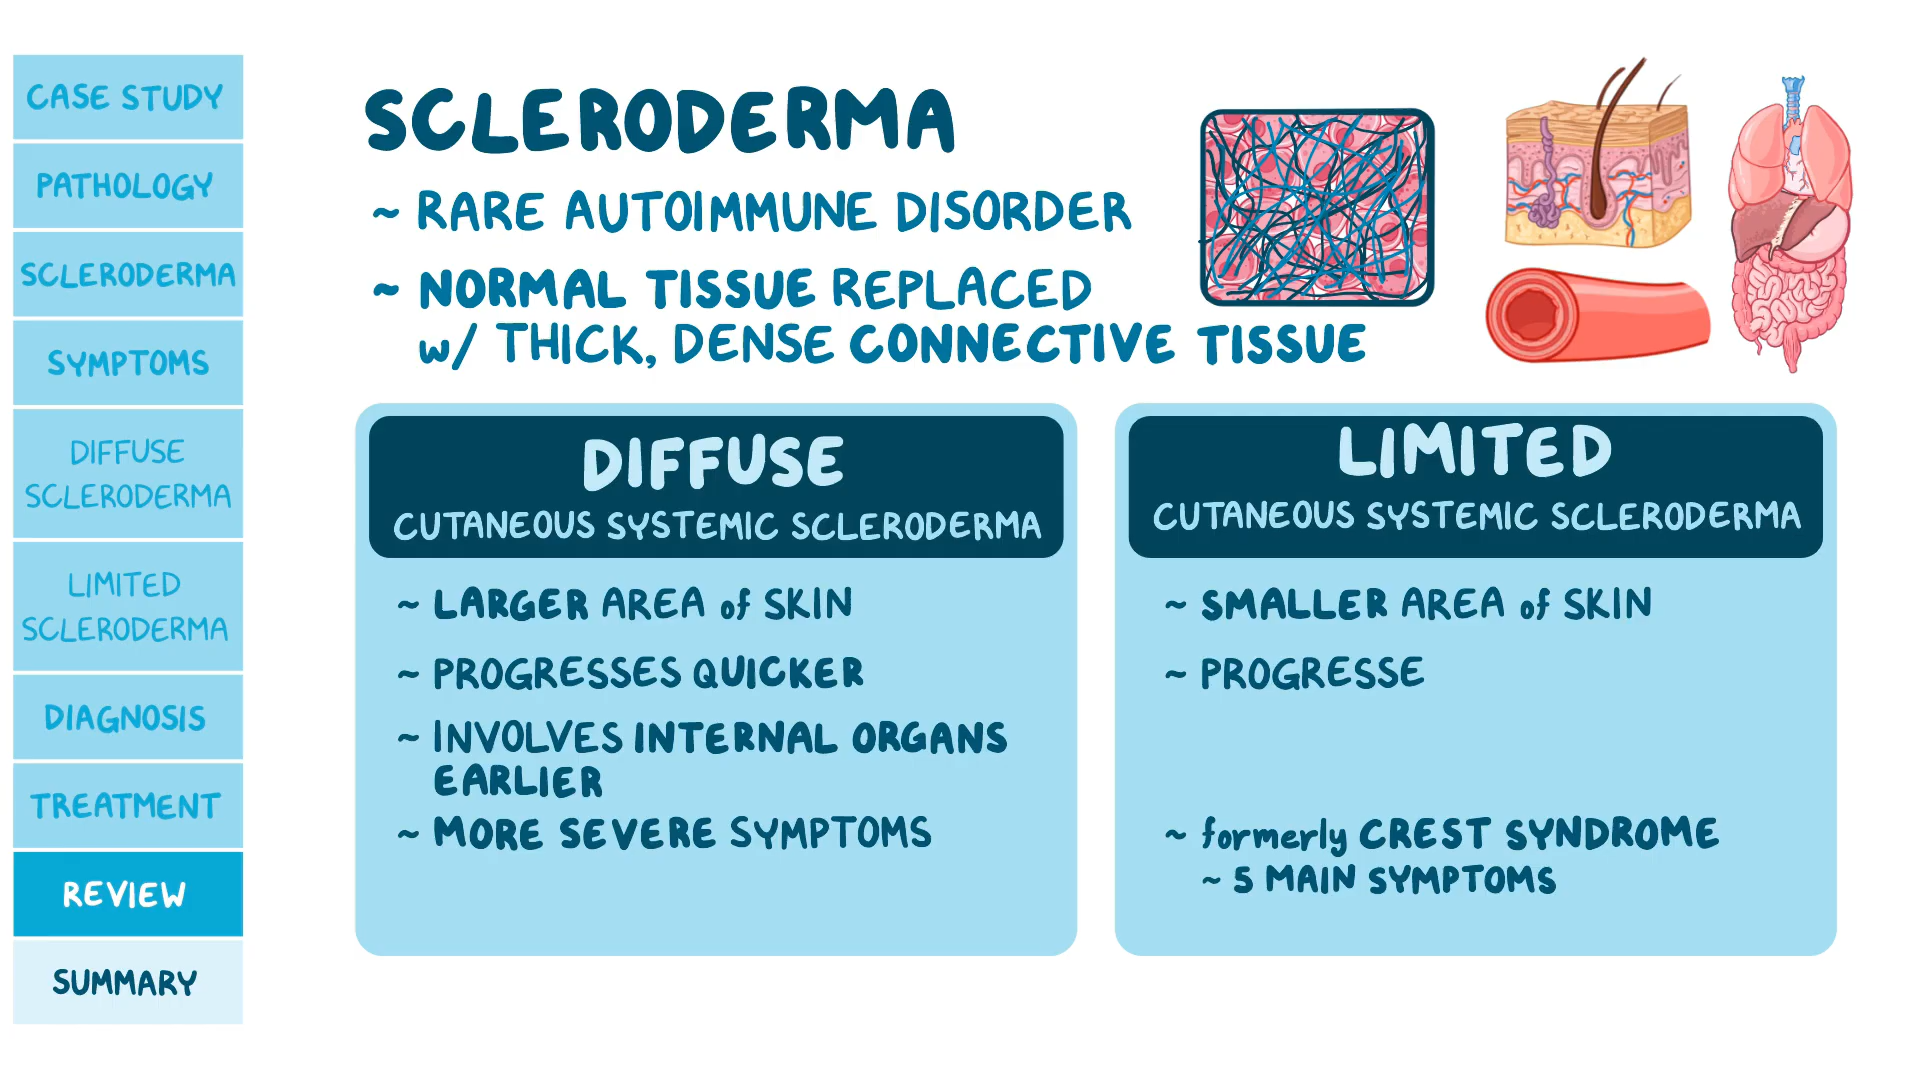 CASE STUDY
PATHOLOGY
SCLERODERMA
SYMPTOMS
DIFFUSE
SCLERODERMA
LIMITED
SCLERODERMA
DIAGNOSIS
TREATMENT
REVIEW
SUMMARY
SCLERODERMA
~ RARE AUTOIMMUNE DISORDER
~ NORMAL TISSUE REPLACED
w/ THICK, DENSE CONNECTIVE TISSUE
DIFFUSE
CUTANEOUS SYSTEMIC SCLERODERMA
~ LARGER AREA of SKIN
~ PROGRESSES QUICKER
~ INVOLVES INTERNAL ORGANS
EARLIER
~ MORE SEVERE SYMPTOMS
LIMITED
CUTANEOUS SYSTEMIC SCLERODERMA
~ SMALLER AREA of SKIN
~ PROGRESSE
~ formerly CREST SYNDROME
~ 5 MAIN SYMPTOMS